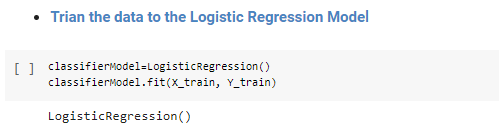 • Trian the data to the Logistic Regression Model
[ ] classifierModel=LogisticRegression()
classifierModel.fit(X_train, Y_train)
LogisticRegression()